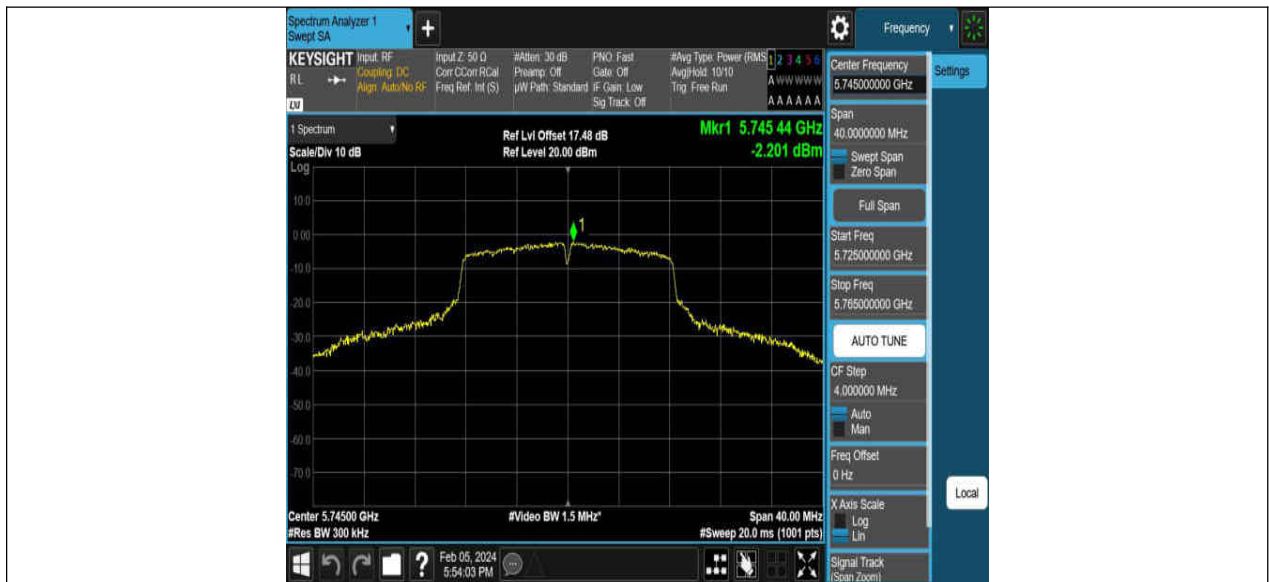 Spectrum Analyzer 1
Swept SA
+
Frequency
KEYSIGHT
RL
LXI
Input: RF
Coupling: DC
Align: Auto/No RF
Input Z: 50 Ω
Corr CCorr RCal
Freq Ref: Int (S)
#Atten: 30 dB
Preamp: Off
µW Path: Standard
PNO: Fast
Gate: Off
IF Gain: Low
Sig Track: Off
#Avg Type: Power (RMS
Avg|Hold: 10/10
Trig: Free Run
1 2 3 4 5 6
A W W W W W
A A A A A A
1 Spectrum
Scale/Div 10 dB
Log
Ref Lvl Offset 17.48 dB
Ref Level 20.00 dBm
Mkr1 5.745 44 GHz
-2.201 dBm
1
10.0
0.00
-10.0
-20.0
-30.0
-40.0
-50.0
-60.0
-70.0
Center 5.74500 GHz
#Res BW 300 kHz
#Video BW 1.5 MHz*
Span 40.00 MHz
#Sweep 20.0 ms (1001 pts)
?
Feb 05, 2024
5:54:03 PM
Center Frequency
5.745000000 GHz
Settings
Span
40.0000000 MHz
Swept Span
Zero Span
Full Span
Start Freq
5.725000000 GHz
Stop Freq
5.765000000 GHz
AUTO TUNE
CF Step
4.000000 MHz
Auto
Man
Freq Offset
0 Hz
Local
X Axis Scale
Log
Lin
Signal Track
(Span Zoom)